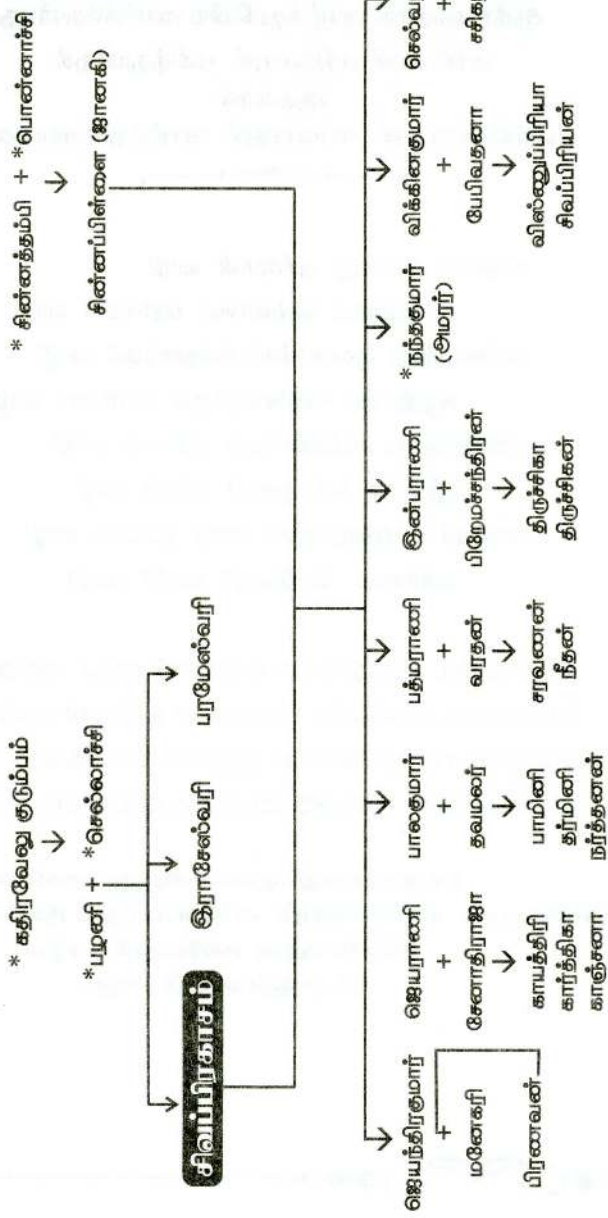 * கதிர்வேலு குடும்பம்
*பழனி + *செல்லாச்சி
* சின்னத்தம்பி + *பொன்னாச்சி
சின்னப்பிள்ளை (ஜானகி)
சிவப்பிரகாசம்
இராசேஸ்வரி
பரமேஸ்வரி
ஜெயந்திரகுமார்
+
மனோகரி
பிரணவன்
ஜெயராணி
+
சேனாதிராஜா
காயத்திரி
கார்த்திகா
காஞ்சனா
பாலகுமார்
+
தவமலர்
பாமினி
தர்மினி
நர்த்தனன்
பத்மராணி
+
வரதன்
சரவணன்
நீதன்
இன்பராணி
+
பிறேமச்சந்திரன்
திருச்சிகா
திருச்சிகன்
*நந்தகுமார்
(அமரர்)
விக்கினகுமார்
+
பேபிவதனா
விஸ்ணுப்பிரியா
சிவப்பிரியன்
+